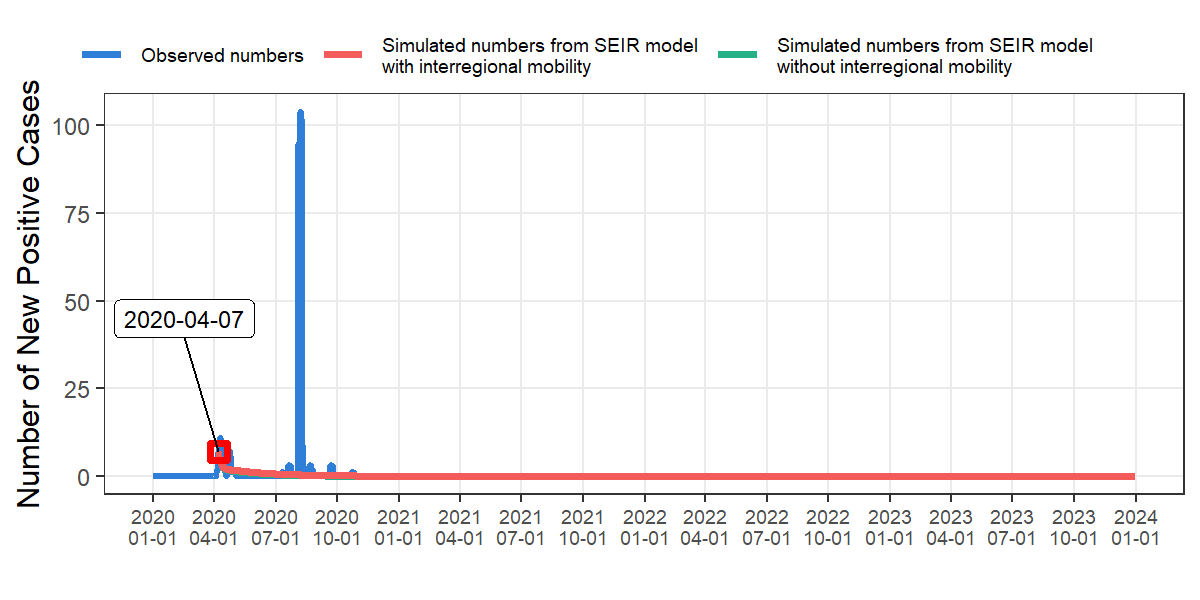 Observed numbers
Simulated numbers from SEIR model
with interregional mobility
Simulated numbers from SEIR model
without interregional mobility
Number of New Positive Cases
100
75
50
25
0
2020-04-07
2020 2020 2020 2020 2021 2021 2021 2021 2022 2022 2022 2022 2023 2023 2023 2023 2024
01-01 04-01 07-01 10-01 01-01 04-01 07-01 10-01 01-01 04-01 07-01 10-01 01-01 04-01 07-01 10-01 01-01